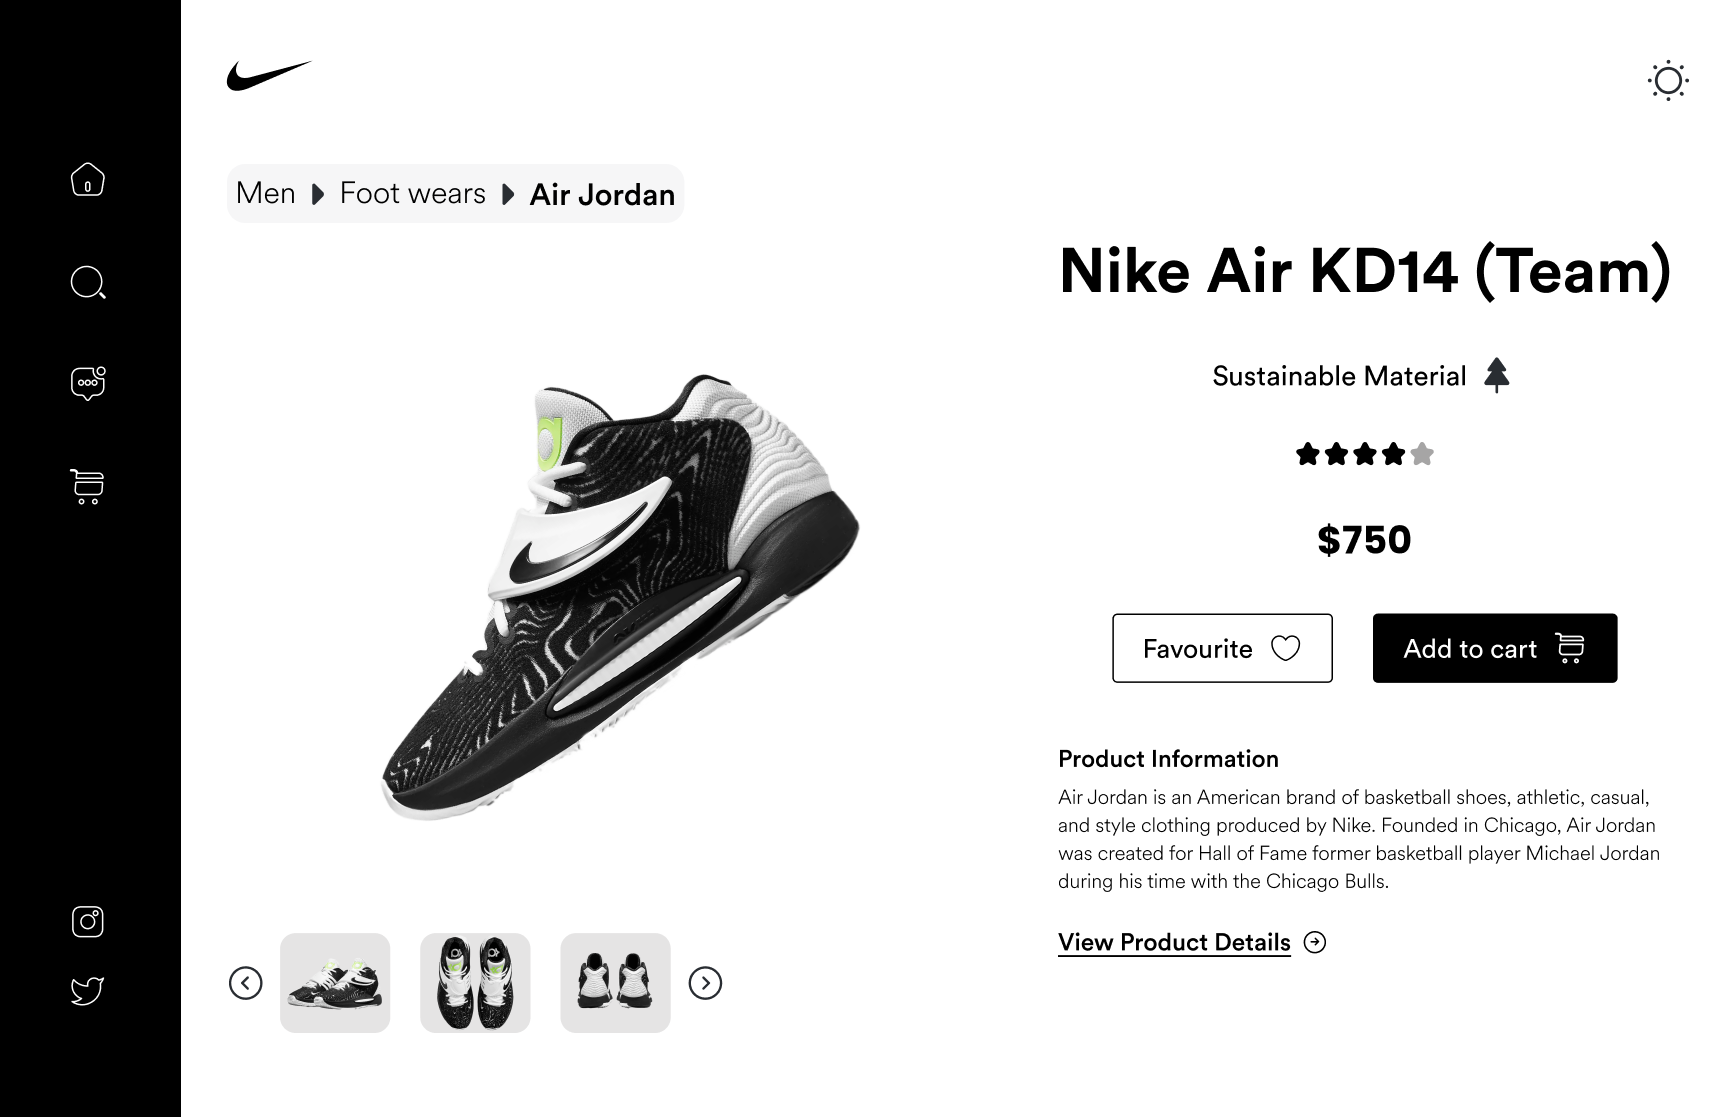 Men Foot wears Air Jordan
Nike Air KD14 (Team)
Sustainable Material
$750
Favourite
Add to cart
Product Information
Air Jordan is an American brand of basketball shoes, athletic, casual,
and style clothing produced by Nike. Founded in Chicago, Air Jordan
was created for Hall of Fame former basketball player Michael Jordan
during his time with the Chicago Bulls.
View Product Details